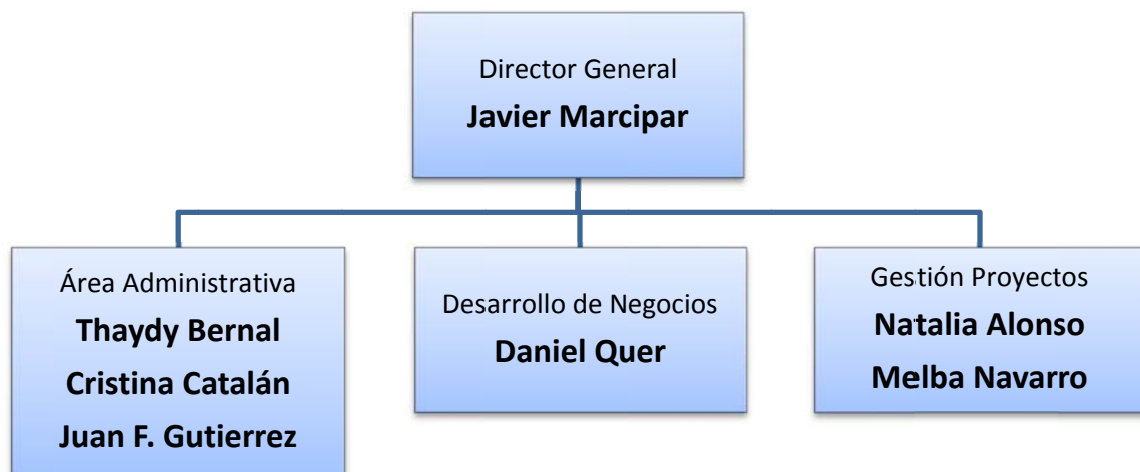 Director General
Javier Marcipar
Área Administrativa
Thaydy Bernal
Cristina Catalán
Juan F. Gutierrez
Desarrollo de Negocios
Daniel Quer
Gestión Proyectos
Natalia Alonso
Melba Navarro